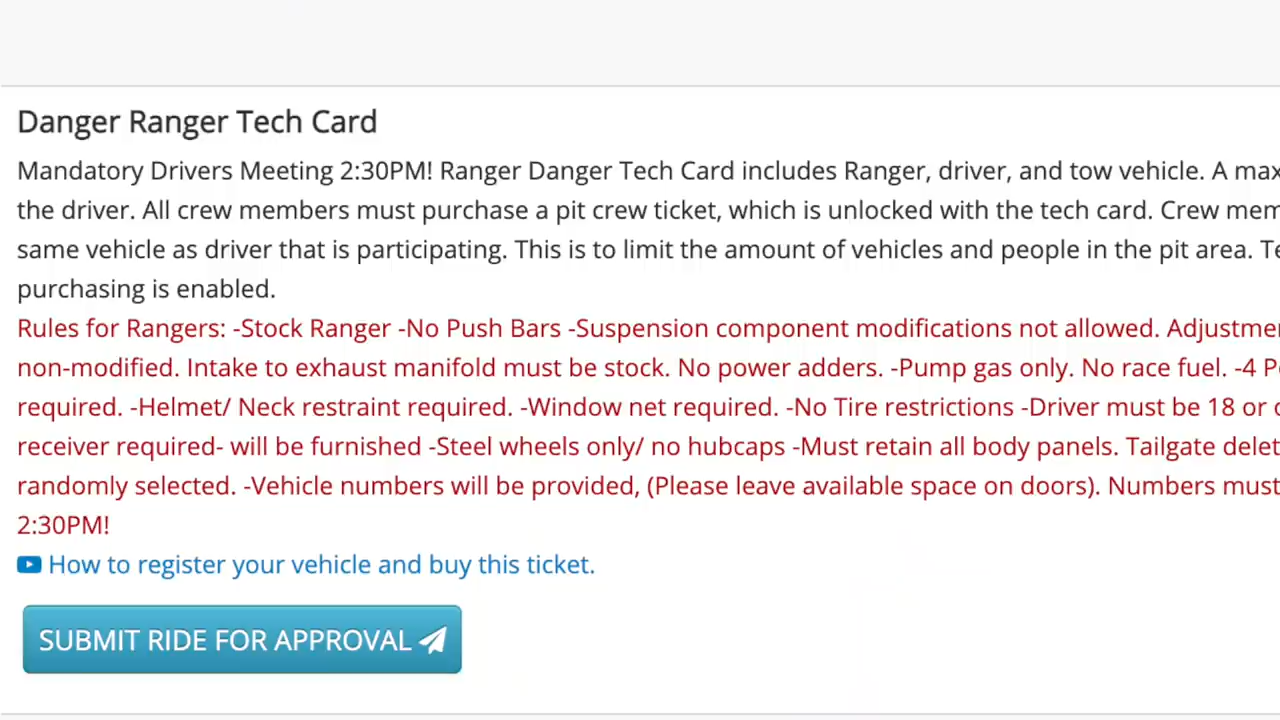 Danger Ranger Tech Card
Mandatory Drivers Meeting 2:30PM! Ranger Danger Tech Card includes Ranger, driver, and tow vehicle. A
the driver. All crew members must purchase a pit crew ticket, which is unlocked with the tech card. Crew
same vehicle as driver that is participating. This is to limit the amount of vehicles and people in the pit area.
purchasing is enabled.
Rules for Rangers: -Stock Ranger -No Push Bars -Suspension component modifications not allowed.
non-modified. Intake to exhaust manifold must be stock. No power adders. -Pump gas only. No race fuel. -4
required. -Helmet/ Neck restraint required. -Window net required. -No Tire restrictions -Driver must be 18 or
receiver required- will be furnished -Steel wheels only/ no hubcaps -Must retain all body panels. Tailgate
randomly selected. -Vehicle numbers will be provided, (Please leave available space on doors). Numbers must
2:30PM!
How to register your vehicle and buy this ticket.
SUBMIT RIDE FOR APPROVAL